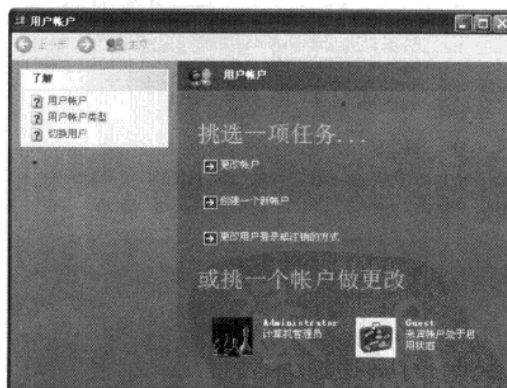 用户帐户
上一步 主页
了解
用户帐户
用户帐户类型
切换用户
用户帐户
挑选一项任务...
更改帐户
创建一个新帐户
更改用户登录或注销的方式
或挑一个帐户做更改
Administrator
计算机管理员
Guest
来宾帐户处于启
用状态